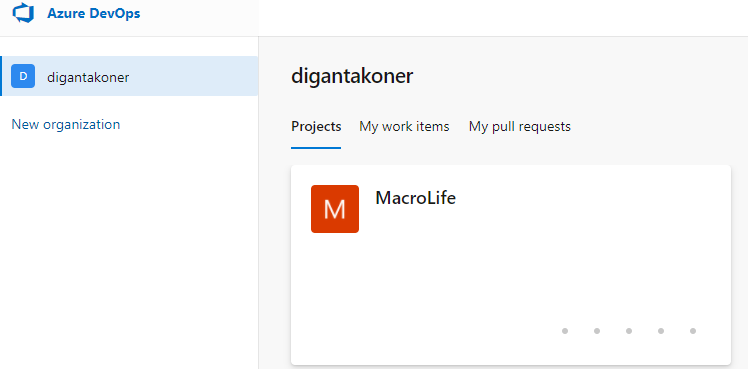 Azure DevOps
D digantakoner
New organization
digantakoner
Projects My work items My pull requests
M MacroLife